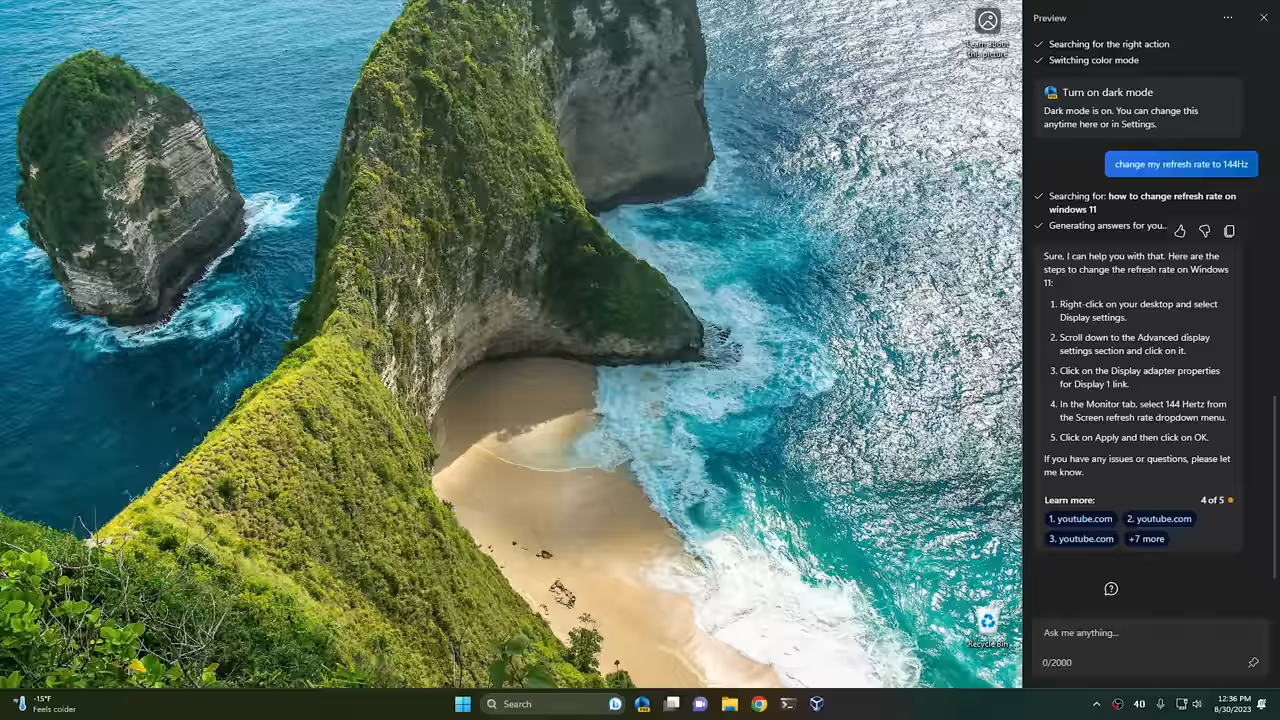 Learn about
this picture
Recycle Bin
Preview
Searching for the right action
Switching color mode
Turn on dark mode
Dark mode is on. You can change this
anytime here or in Settings.
change my refresh rate to 144Hz
Searching for: how to change refresh rate on
windows 11
Generating answers for you..
Sure, I can help you with that. Here are the
steps to change the refresh rate on Windows
11:
1. Right-click on your desktop and select
Display settings.
2. Scroll down to the Advanced display
settings section and click on it.
3. Click on the Display adapter properties
for Display 1 link.
4. In the Monitor tab, select 144 Hertz from
the Screen refresh rate dropdown menu.
5. Click on Apply and then click on OK.
If you have any issues or questions, please let
me know.
Learn more: 4 of 5
1. youtube.com 2. youtube.com
3. youtube.com +7 more
Ask me anything...
0/2000
-15°F
Feels colder
Search
40
12:36 PM
8/30/2023